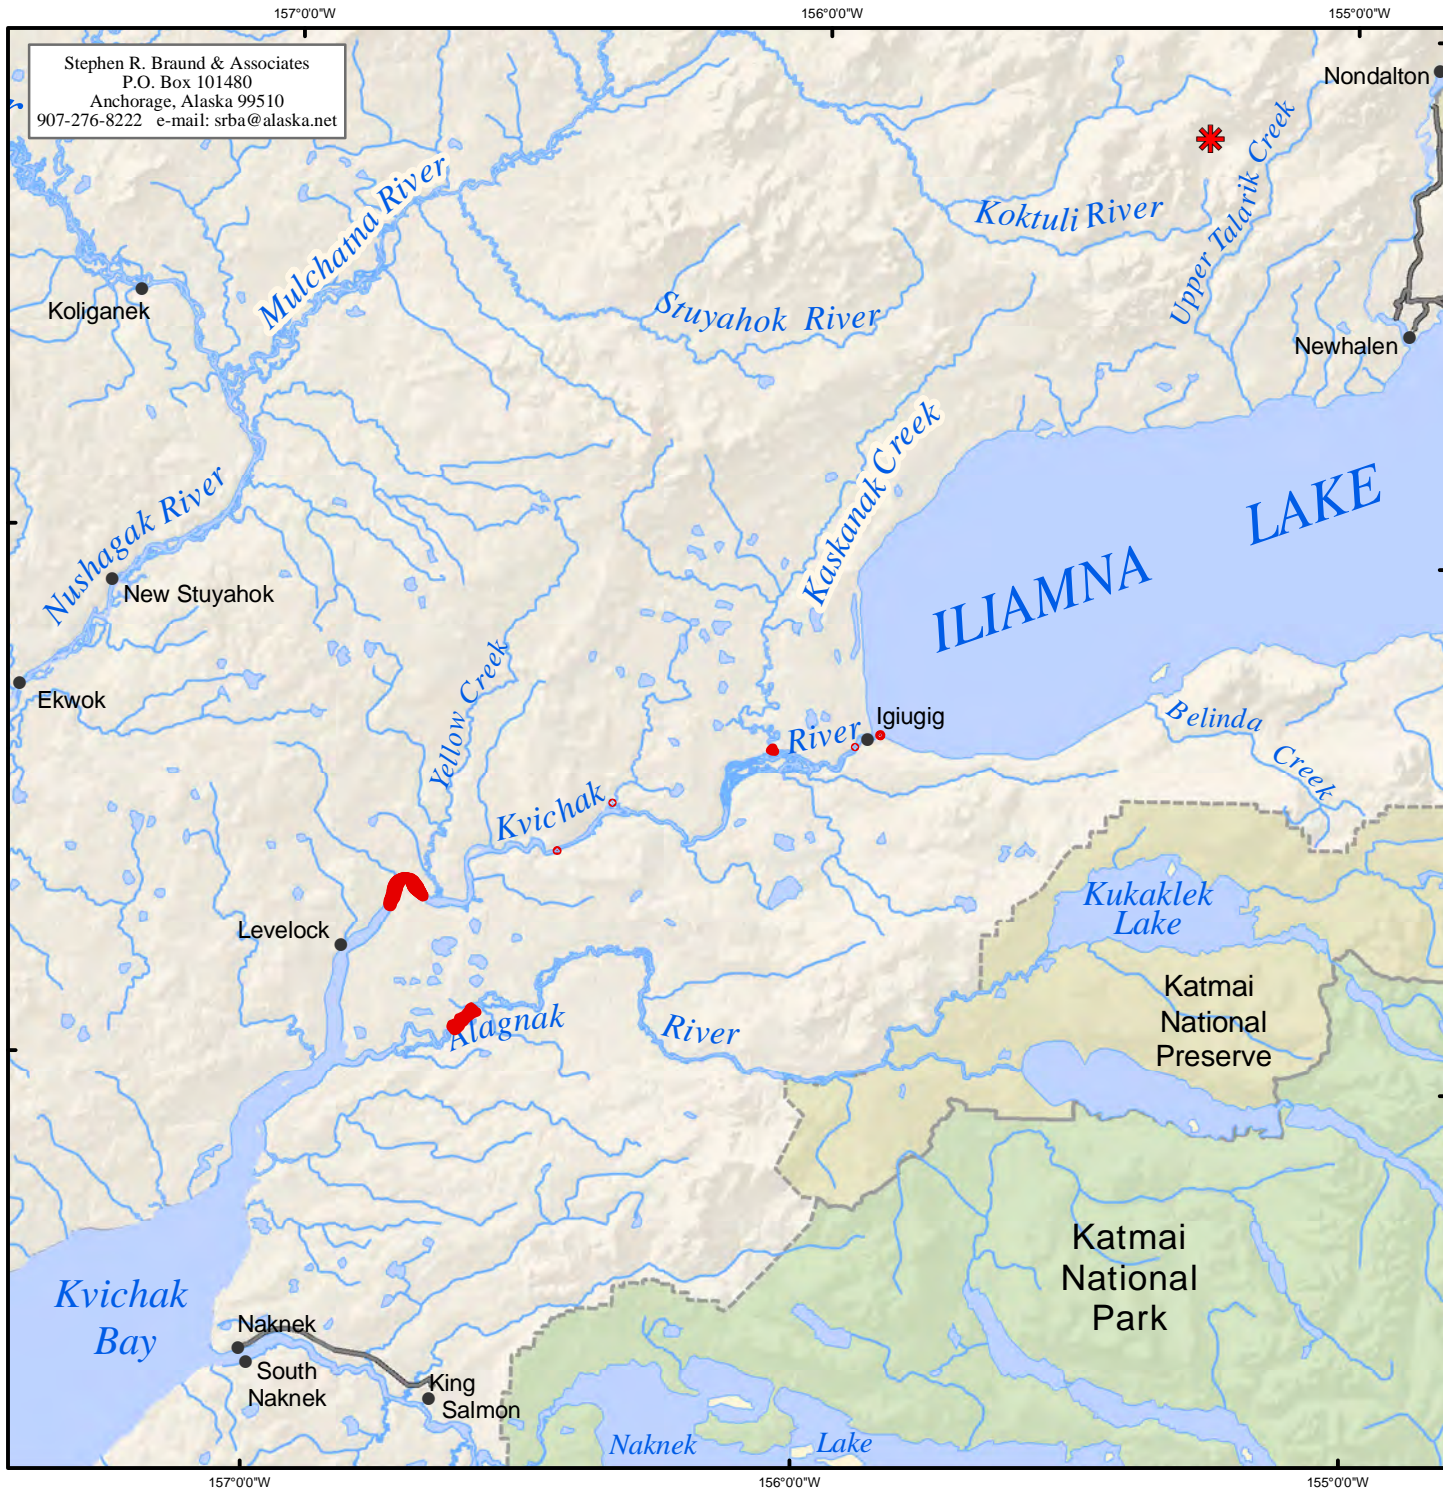 157°0'0"W
156°0'0"W
155°0'0"W
Stephen R. Braund & Associates
P.O. Box 101480
Anchorage, Alaska 99510
907-276-8222 e-mail: srba@alaska.net
Nondalton
Mulchatna River
Koktuli River
Upper Talarik Creek
Koliganek
Stuyahok River
Newhalen
Kaskanak Creek
LAKE
ILIAMNA
Nushagak River
New Stuyahok
Ekwok
Yellow Creek
Igiugig
River
Belinda
Creek
Kvichak
Kukaklek
Lake
Levelock
Alagnak
River
Katmai
National
Preserve
Katmai
National
Park
Kvichak
Bay
Naknek
South
Naknek
King
Salmon
Naknek
Lake
157°0'0"W
156°0'0"W
155°0'0"W